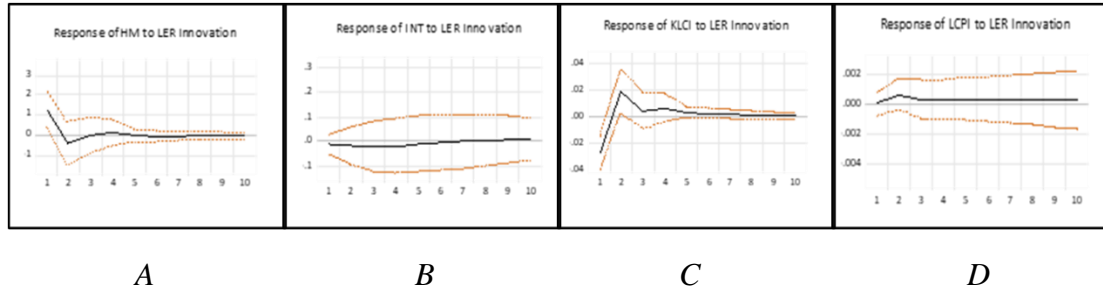 Response of HM to LER Innovation
3
2
1
0
-1
1 2 3 4 5 6 7 8 9 10
Response of INT to LER Innovation
.3
.2
.1
.0
-.1
1 2 3 4 5 6 7 8 9 10
Response of KLCI to LER Innovation
.04
.02
.00
-.02
-.04
1 2 3 4 5 6 7 8 9 10
Response of LCPI to LER Innovation
.002
.000
-.002
-.004
1 2 3 4 5 6 7 8 9 10
A B C D